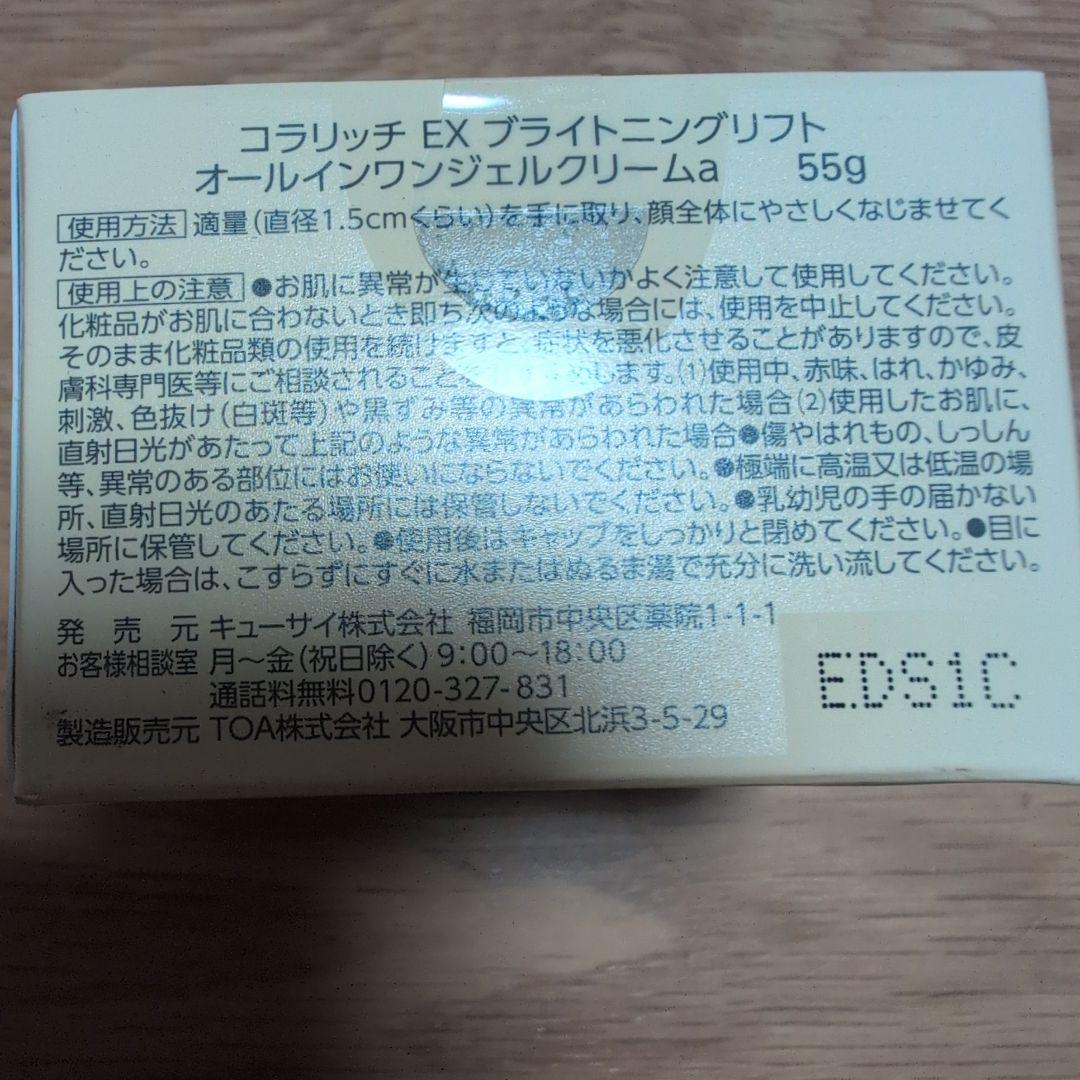 コラリッチ EX ブライトニングリフト
オールインワンジェルクリームa 55g
使用方法 適量(直径1.5cmくらい)を手に取り、顔全体にやさしくなじませてく
ださい。
使用上の注意 ●お肌に異常が生じていないかよく注意して使用してください。
化粧品がお肌に合わないとき即ち次のような場合には、使用を中止してください。
そのまま化粧品類の使用を続けますと、症状を悪化させることがありますので、皮
膚科専門医等にご相談されることをおすすめします。(1)使用中、赤味、はれ、かゆみ、
刺激、色抜け(白斑等)や黒ずみ等の異常があらわれた場合(2)使用したお肌に、
直射日光があたって上記のような異常があらわれた場合●傷やはれもの、しっしん
等、異常のある部位にはお使いにならないでください。●極端に高温又は低温の場
所、直射日光のあたる場所には保管しないでください。●乳幼児の手の届かない
場所に保管してください。●使用後はキャップをしっかりと閉めてください。●目に
入った場合は、こすらずにすぐに水またはぬるま湯で充分に洗い流してください。
発売元 キューサイ株式会社 福岡市中央区薬院1-1-1
お客様相談室 月〜金(祝日除く)9:00〜18:00
通話料無料0120-327-831
製造販売元 TOA株式会社 大阪市中央区北浜3-5-29
EDS1C